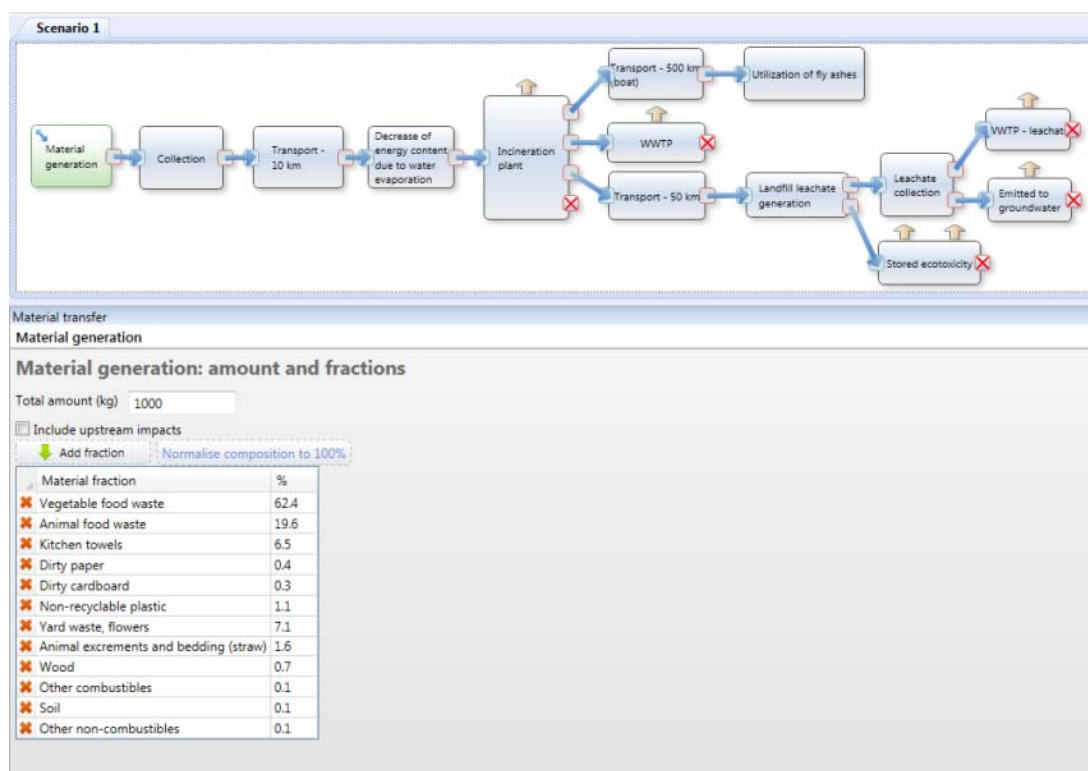 Scenario 1
Material
generation
Collection
Transport -
10 km
Decrease of
energy content
due to water
evaporation
Incineration
plant
Transport - 500 km
(boat)
Utilization of fly ashes
WWTP
Transport - 50 km
Landfill leachate
generation
Leachate
collection
WWTP - leachat
Emitted to
groundwater
Stored ecotoxicity
Material transfer
Material generation
Material generation: amount and fractions
Total amount (kg) 1000
Include upstream impacts
Add fraction Normalise composition to 100%
Material fraction %
Vegetable food waste 62.4
Animal food waste 19.6
Kitchen towels 6.5
Dirty paper 0.4
Dirty cardboard 0.3
Non-recyclable plastic 1.1
Yard waste, flowers 7.1
Animal excrements and bedding (straw) 1.6
Wood 0.7
Other combustibles 0.1
Soil 0.1
Other non-combustibles 0.1